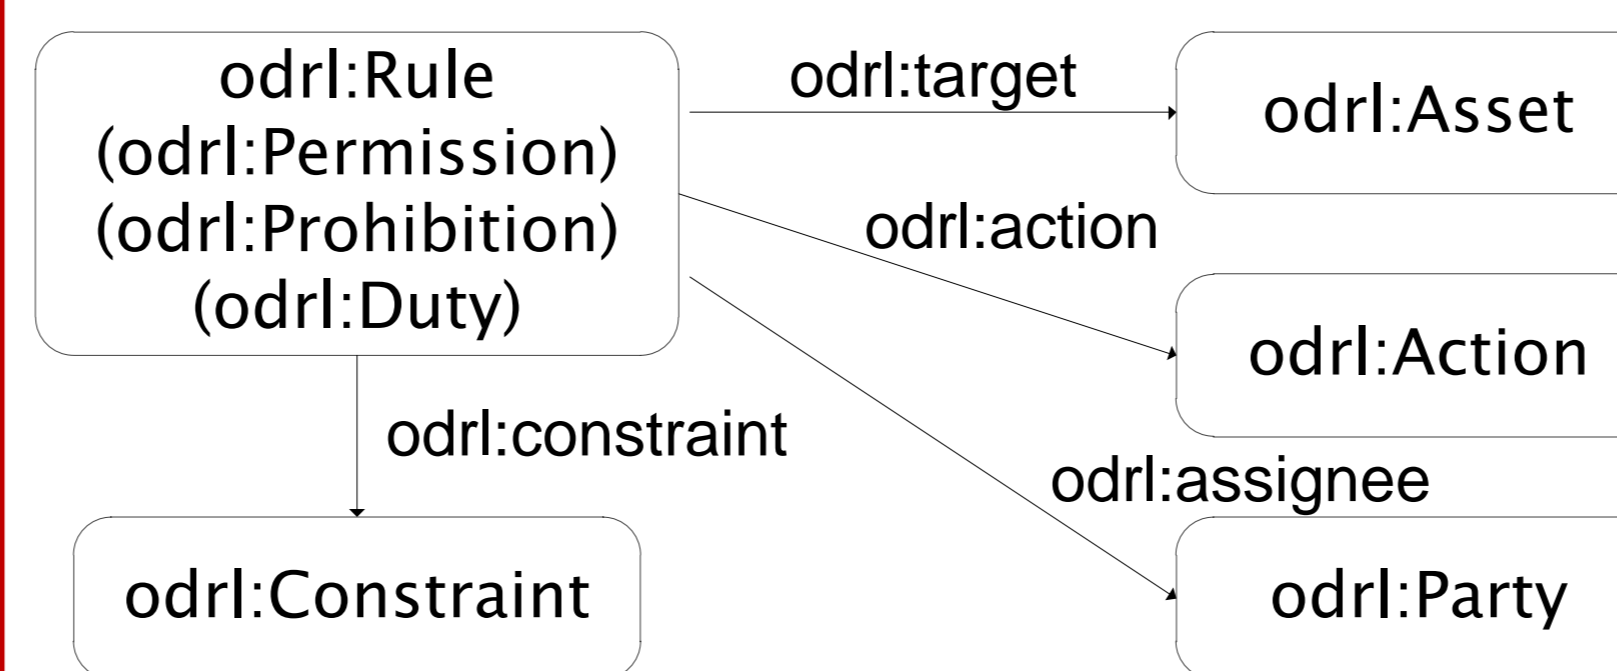 odrl:Rule
(odrl:Permission)
(odrl:Prohibition)
(odrl:Duty)
odrl:target
odrl:Asset
odrl:action
odrl:Action
odrl:constraint
odrl:assignee
odrl:Constraint
odrl:Party